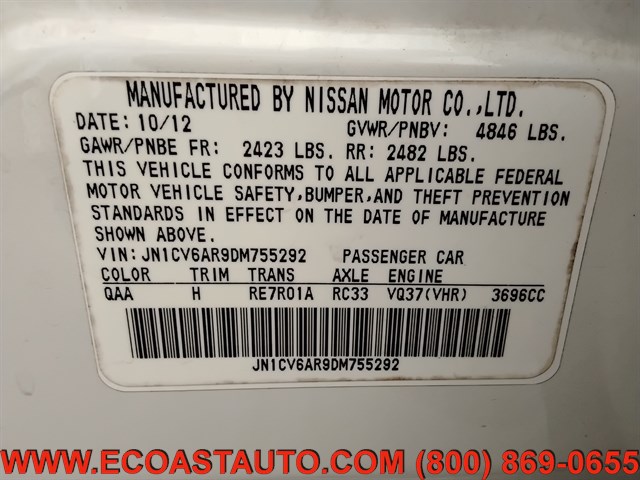 MANUFACTURED BY NISSAN MOTOR CO.,LTD.
DATE: 10/12 GVWR/PNBV: 4846 LBS.
GAWR/PNBE FR: 2423 LBS. RR: 2482 LBS.
THIS VEHICLE CONFORMS TO ALL APPLICABLE FEDERAL
MOTOR VEHICLE SAFETY,BUMPER,AND THEFT PREVENTION
STANDARDS IN EFFECT ON THE DATE OF MANUFACTURE
SHOWN ABOVE.
VIN:JN1CV6AR9DM755292 PASSENGER CAR
COLOR TRIM TRANS AXLE ENGINE
QAA H RE7R01A RC33 VQ37(VHR) 3696CC
JN1CV6AR9DM755292
WWW.ECOASTAUTO.COM (800) 869-0655